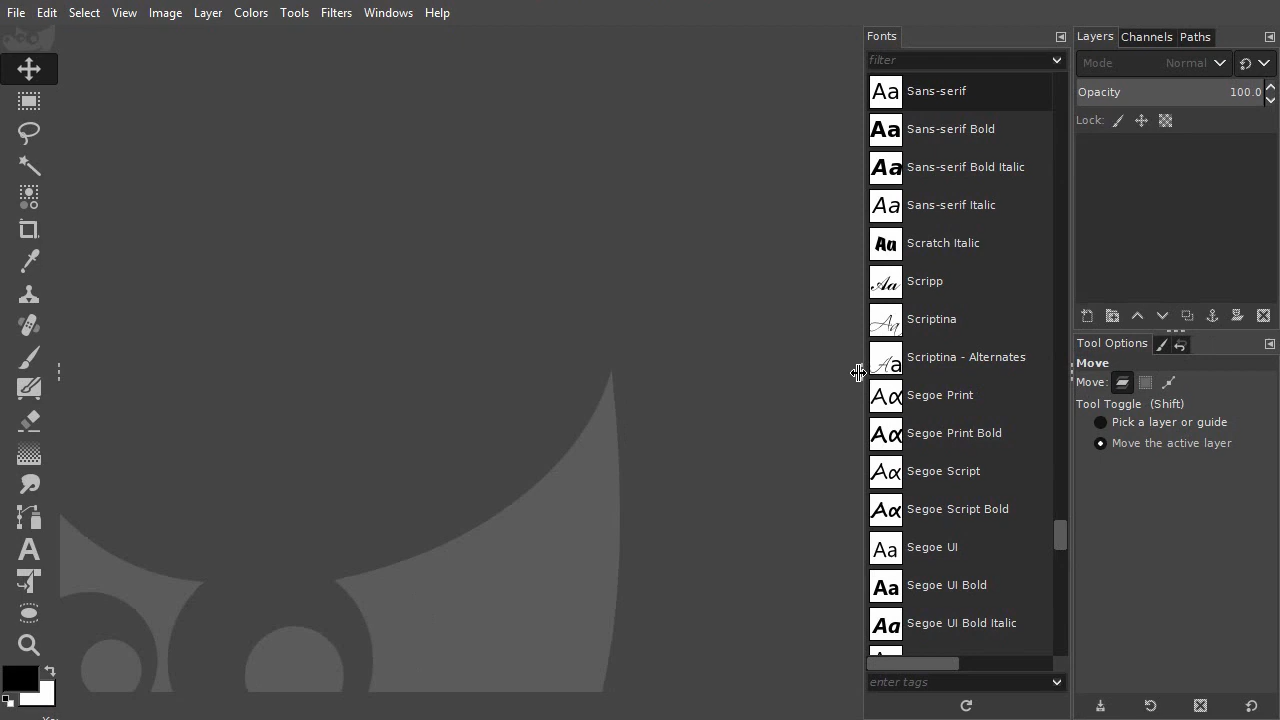 File Edit Select View Image Layer Colors Tools Filters Windows Help
Fonts
filter
Aa Sans-serif
Aa Sans-serif Bold
Aa Sans-serif Bold Italic
Aa Sans-serif Italic
Aa Scratch Italic
Aa Scripp
Aa Scriptina
Aa Scriptina - Alternates
Aa Segoe Print
Aa Segoe Print Bold
Aa Segoe Script
Aa Segoe Script Bold
Aa Segoe UI
Aa Segoe UI Bold
Aa Segoe UI Bold Italic
enter tags
Layers Channels Paths
Mode Normal
Opacity 100.0
Lock:
Tool Options
Move
Move:
Tool Toggle (Shift)
Pick a layer or guide
Move the active layer